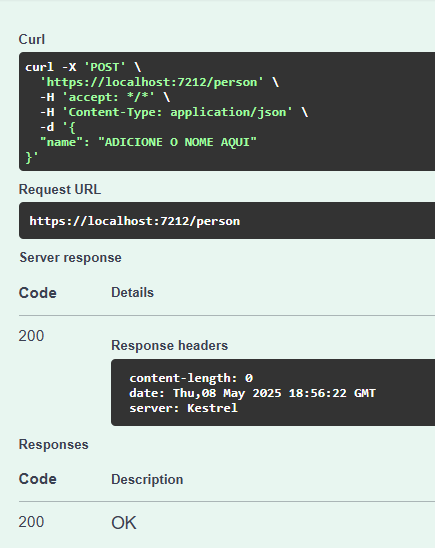 Curl
curl -X 'POST' \
'https://localhost:7212/person' \
-H 'accept: */*' \
-H 'Content-Type: application/json' \
-d '{
"name": "ADICIONE O NOME AQUI"
}'
Request URL
https://localhost:7212/person
Server response
Code Details
200
Response headers
content-length: 0
date: Thu,08 May 2025 18:56:22 GMT
server: Kestrel
Responses
Code Description
200 OK